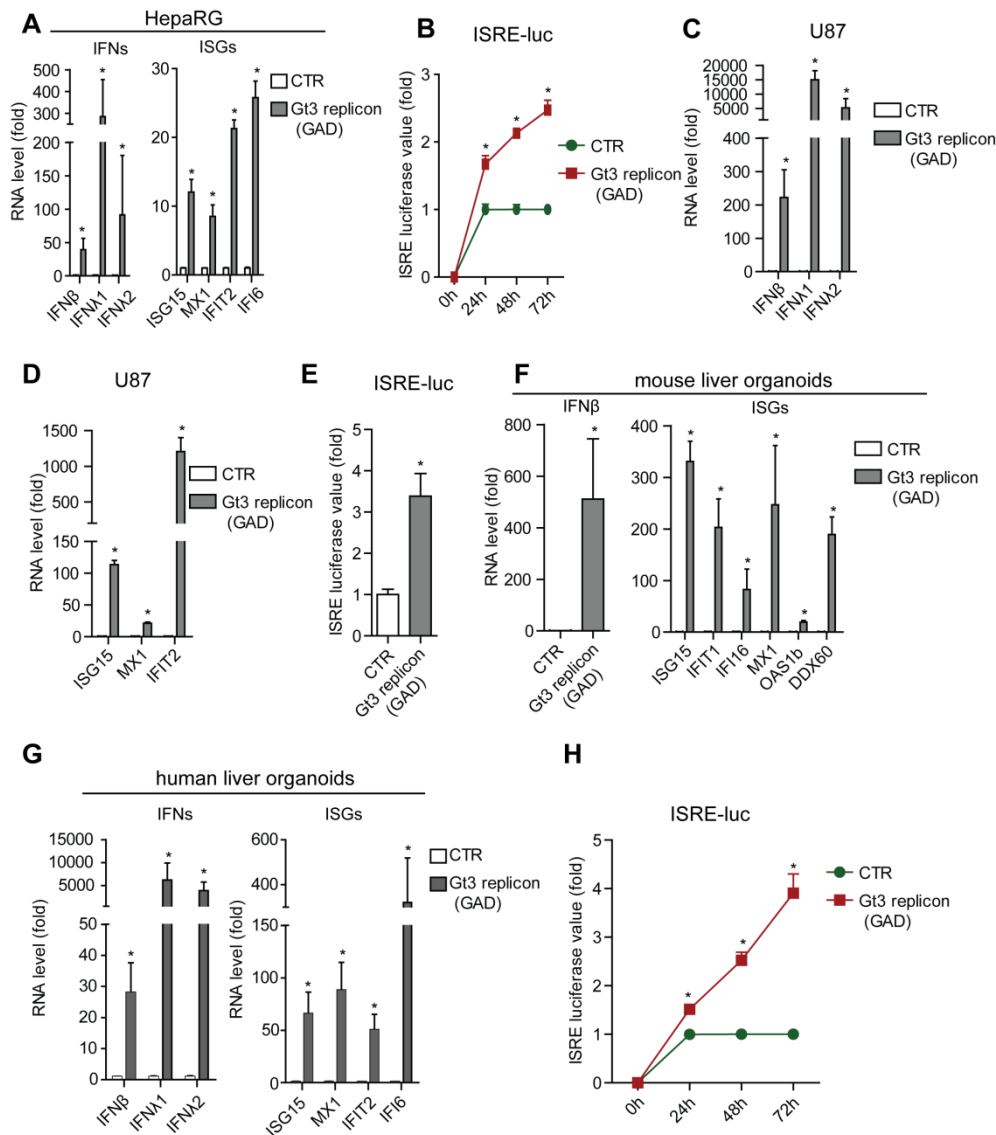 A
HepaRG
IFNs
ISGs
RNA level (fold)
500
400
300
200
200
150
100
50
0
*
*
*
IFNβ
IFNλ1
IFNλ2
30
20
10
0
*
*
*
*
ISG15
MX1
IFIT2
IFI6
CTR
Gt3 replicon
(GAD)
B
ISRE-luc
ISRE luciferase value (fold)
3
2
1
0
*
*
*
0h
24h
48h
72h
CTR
Gt3 replicon
(GAD)
C
U87
RNA level (fold)
20000
15000
10000
5000
400
300
200
100
0
*
*
*
IFNβ
IFNλ1
IFNλ2
CTR
Gt3 replicon
(GAD)
D
U87
RNA level (fold)
1500
1000
500
150
100
50
0
*
*
*
ISG15
MX1
IFIT2
CTR
Gt3 replicon
(GAD)
E
ISRE-luc
ISRE luciferase value (fold)
5
4
3
2
1
0
*
CTR
Gt3 replicon
(GAD)
F
mouse liver organoids
IFNβ
ISGs
RNA level (fold)
800
600
400
200
0
*
CTR
Gt3 replicon
(GAD)
400
300
200
100
0
*
*
*
*
*
*
ISG15
IFIT1
IFI16
MX1
OAS1b
DDX60
CTR
Gt3 replicon
(GAD)
G
human liver organoids
IFNs
ISGs
RNA level (fold)
15000
10000
5000
50
40
30
20
10
0
*
*
*
IFNβ
IFNλ1
IFNλ2
RNA level (fold)
600
400
200
150
100
50
0
*
*
*
*
ISG15
MX1
IFIT2
IFI6
CTR
Gt3 replicon
(GAD)
H
ISRE-luc
ISRE luciferase value (fold)
5
4
3
2
1
0
*
*
*
0h
24h
48h
72h
CTR
Gt3 replicon
(GAD)